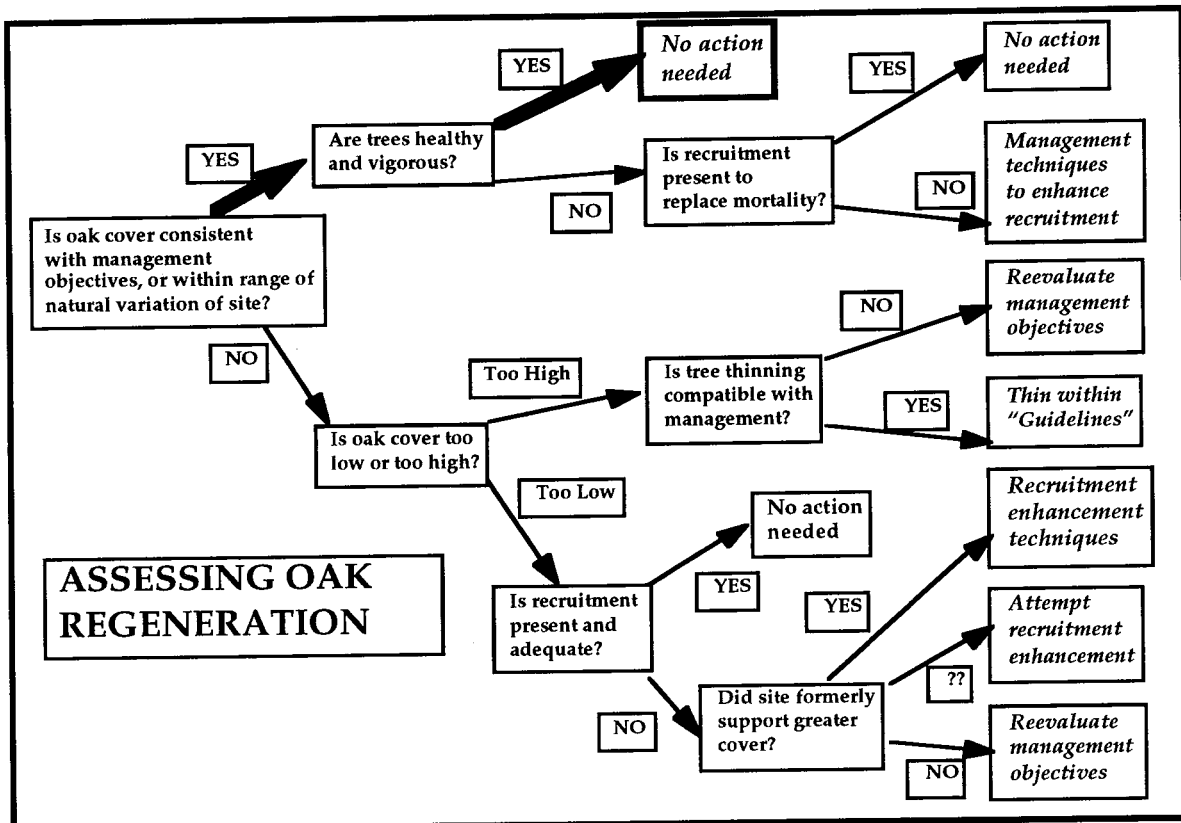 No action
needed
No action
needed
YES
YES
Are trees healthy
and vigorous?
YES
Is recruitment
present to
replace mortality?
Management
techniques
to enhance
recruitment
NO
NO
Is oak cover consistent
with management
objectives, or within range of
natural variation of site?
Reevaluate
management
objectives
NO
NO
Too High
Is tree thinning
compatible with
management?
Thin within
"Guidelines"
YES
Is oak cover too
low or too high?
Too Low
No action
needed
Recruitment
enhancement
techniques
ASSESSING OAK
REGENERATION
Is recruitment
present and
adequate?
YES
YES
Attempt
recruitment
enhancement
??
Did site formerly
support greater
cover?
NO
Reevaluate
management
objectives
NO